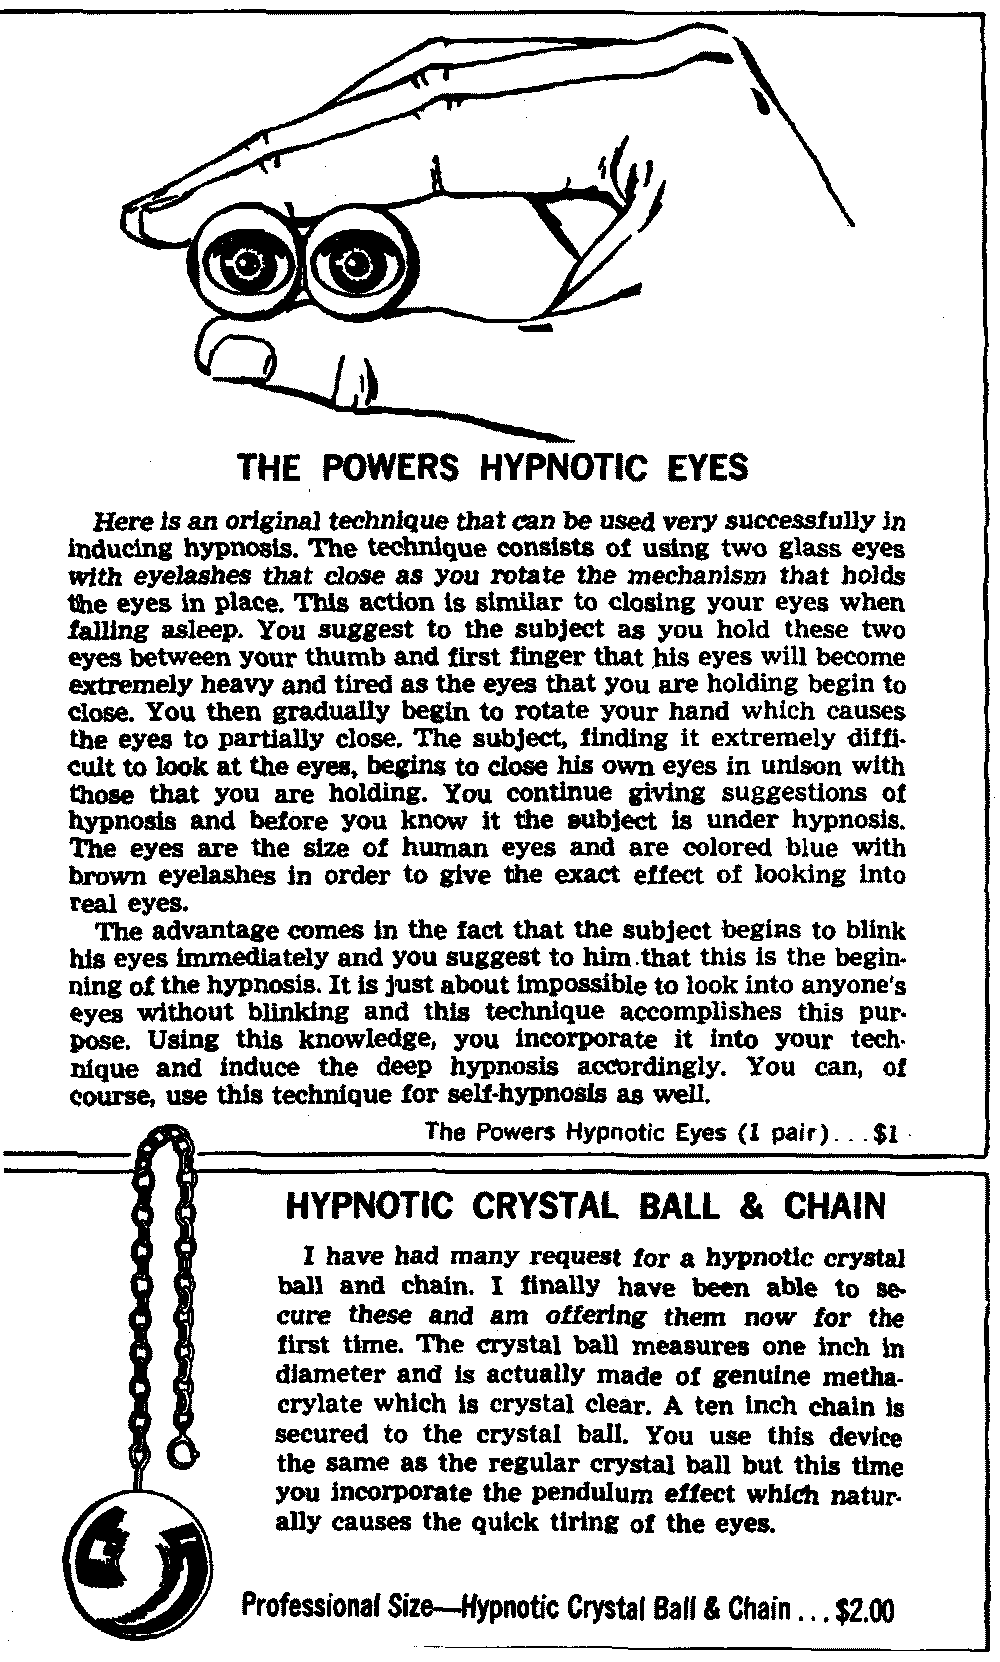 THE POWERS HYPNOTIC EYES
Here is an original technique that can be used very successfully in
inducing hypnosis. The technique consists of using two glass eyes
with eyelashes that close as you rotate the mechanism that holds
the eyes in place. This action is similar to closing your eyes when
falling asleep. You suggest to the subject as you hold these two
eyes between your thumb and first finger that his eyes will become
extremely heavy and tired as the eyes that you are holding begin to
close. You then gradually begin to rotate your hand which causes
the eyes to partially close. The subject, finding it extremely diffi-
cult to look at the eyes, begins to close his own eyes in unison with
those that you are holding. You continue giving suggestions of
hypnosis and before you know it the subject is under hypnosis.
The eyes are the size of human eyes and are colored blue with
brown eyelashes in order to give the exact effect of looking into
real eyes.
The advantage comes in the fact that the subject begins to blink
his eyes immediately and you suggest to him that this is the begin-
ning of the hypnosis. It is just about impossible to look into anyone's
eyes without blinking and this technique accomplishes this pur-
pose. Using this knowledge, you incorporate it into your tech-
nique and induce the deep hypnosis accordingly. You can, of
course, use this technique for self-hypnosis as well.
The Powers Hypnotic Eyes (1 pair)...$1
HYPNOTIC CRYSTAL BALL & CHAIN
I have had many request for a hypnotic crystal
ball and chain. I finally have been able to se-
cure these and am offering them now for the
first time. The crystal ball measures one inch in
diameter and is actually made of genuine metha-
crylate which is crystal clear. A ten inch chain is
secured to the crystal ball. You use this device
the same as the regular crystal ball but this time
you incorporate the pendulum effect which natur-
ally causes the quick tiring of the eyes.
Professional Size—Hypnotic Crystal Ball & Chain...$2.00